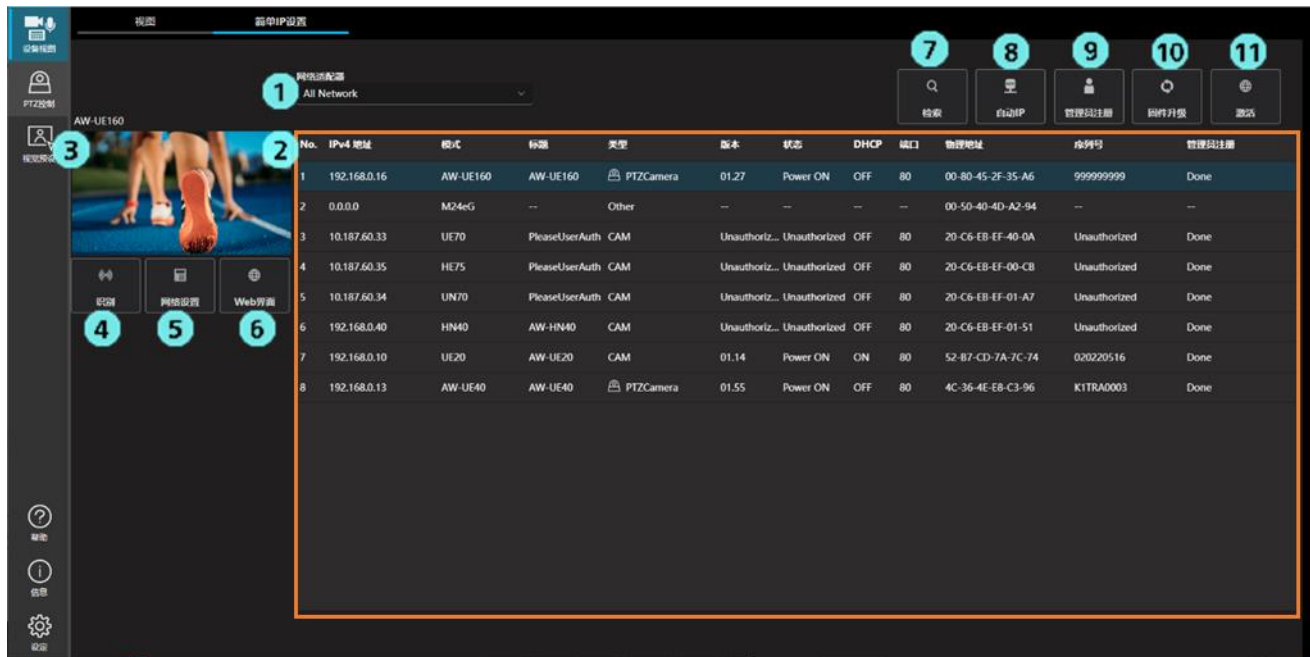 设备视图
PTZ控制
视觉预设
帮助
信息
设定
视图 简单IP设置
网络适配器
1 All Network
7 8 9 10 11
检索 自动IP 管理员注册 固件升级 激活
AW-UE160
3
4 5 6
识别 网络设置 Web界面
2
No. IPv4 地址 模式 标题 类型 版本 状态 DHCP 端口 物理地址 序列号 管理员注册
1 192.168.0.16 AW-UE160 AW-UE160 PTZCamera 01.27 Power ON OFF 80 00-80-45-2F-35-A6 999999999 Done
2 0.0.0.0 M24eG -- Other -- -- -- -- 00-50-40-4D-A2-94 -- --
3 10.187.60.33 UE70 PleaseUserAuth CAM Unauthoriz... Unauthorized OFF 80 20-C6-EB-EF-40-0A Unauthorized Done
4 10.187.60.35 HE75 PleaseUserAuth CAM Unauthoriz... Unauthorized OFF 80 20-C6-EB-EF-00-CB Unauthorized Done
5 10.187.60.34 UN70 PleaseUserAuth CAM Unauthoriz... Unauthorized OFF 80 20-C6-EB-EF-01-A7 Unauthorized Done
6 192.168.0.40 HN40 AW-HN40 CAM Unauthoriz... Unauthorized OFF 80 20-C6-EB-EF-01-51 Unauthorized Done
7 192.168.0.10 UE20 AW-UE20 CAM 01.14 Power ON ON 80 52-B7-CD-7A-7C-74 020220516 Done
8 192.168.0.13 AW-UE40 AW-UE40 PTZCamera 01.55 Power ON OFF 80 4C-36-4E-E8-C3-96 K1TRA0003 Done